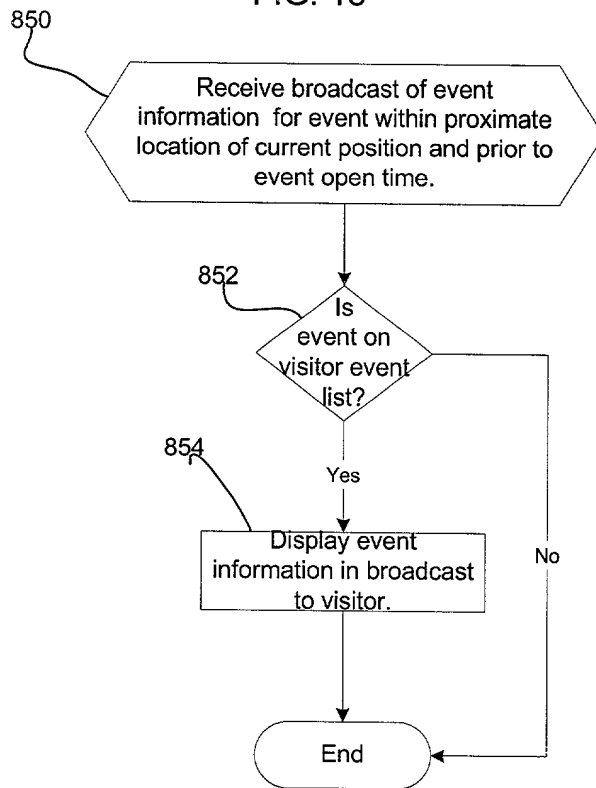 850
Receive broadcast of event
information for event within proximate
location of current position and prior to
event open time.
852
Is
event on
visitor event
list?
854
Yes
Display event
information in broadcast
to visitor.
No
End